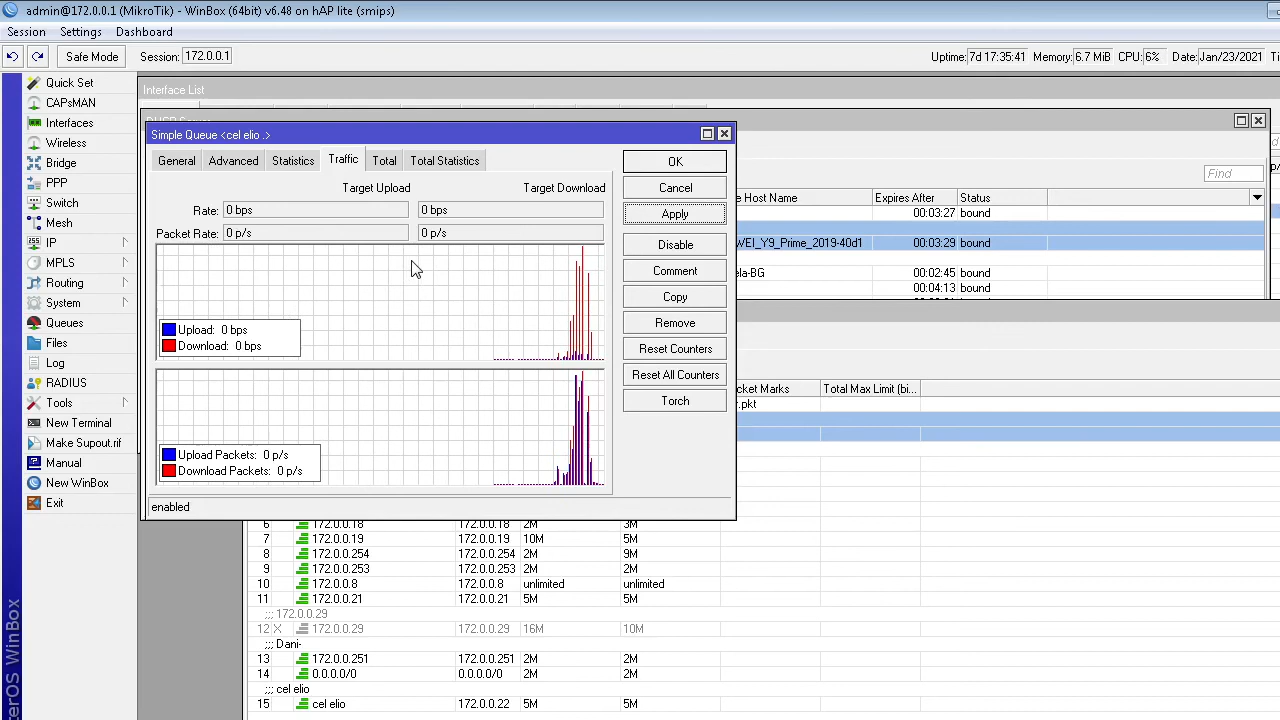 admin@172.0.0.1 (MikroTik) - WinBox (64bit) v6.48 on hAP lite (smips)
Session Settings Dashboard
Safe Mode Session: 172.0.0.1 Uptime: 7d 17:35:41 Memory: 6.7 MiB CPU: 6% Date: Jan/23/2021
Quick Set
CAPsMAN
Interfaces
Wireless
Bridge
PPP
Switch
Mesh
IP
MPLS
Routing
System
Queues
Files
Log
RADIUS
Tools
New Terminal
Make Supout.rif
Manual
New WinBox
Exit
WinBox
Interface List
Simple Queue <cel elio .>
General Advanced Statistics Traffic Total Total Statistics
Target Upload Target Download
Rate: 0 bps 0 bps
Packet Rate: 0 p/s 0 p/s
Upload: 0 bps
Download: 0 bps
Upload Packets: 0 p/s
Download Packets: 0 p/s
enabled
OK
Cancel
Apply
Disable
Comment
Copy
Remove
Reset Counters
Reset All Counters
Torch
Find
Host Name Expires After Status
00:03:27 bound
Y9_Prime_2019-40d1 00:03:29 bound
-BG 00:02:45 bound
00:04:13 bound
Marks Total Max Limit (bi...
6 172.0.0.18 172.0.0.18 2M 3M
7 172.0.0.19 172.0.0.19 10M 5M
8 172.0.0.254 172.0.0.254 2M 9M
9 172.0.0.253 172.0.0.253 2M 2M
10 172.0.0.8 172.0.0.8 unlimited unlimited
11 172.0.0.21 172.0.0.21 5M 5M
;;; 172.0.0.29
12 X 172.0.0.29 172.0.0.29 16M 10M
;;; Dani-
13 172.0.0.251 172.0.0.251 2M 2M
14 0.0.0.0/0 0.0.0.0/0 2M 2M
;;; cel elio
15 cel elio 172.0.0.22 5M 5M